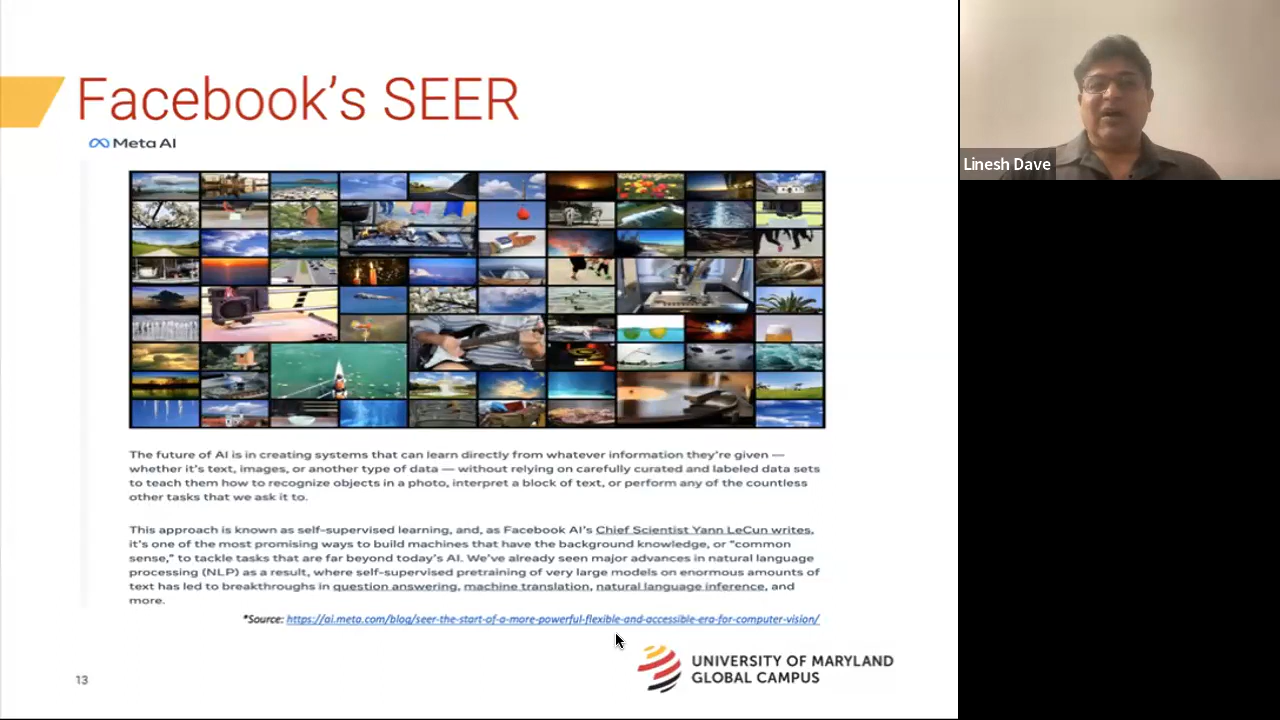 Facebook's SEER
Meta AI
The future of AI is in creating systems that can learn directly from whatever information they're given —
whether it's text, images, or another type of data — without relying on carefully curated and labeled data sets
to teach them how to recognize objects in a photo, interpret a block of text, or perform any of the countless
other tasks that we ask it to.
This approach is known as self-supervised learning, and, as Facebook AI's Chief Scientist Yann LeCun writes,
it's one of the most promising ways to build machines that have the background knowledge, or "common
sense," to tackle tasks that are far beyond today's AI. We've already seen major advances in natural language
processing (NLP) as a result, where self-supervised pretraining of very large models on enormous amounts of
text has led to breakthroughs in question answering, machine translation, natural language inference, and
more.
*Source: https://ai.meta.com/blog/seer-the-start-of-a-more-powerful-flexible-and-accessible-era-for-computer-vision/
13
UNIVERSITY OF MARYLAND
GLOBAL CAMPUS
Linesh Dave